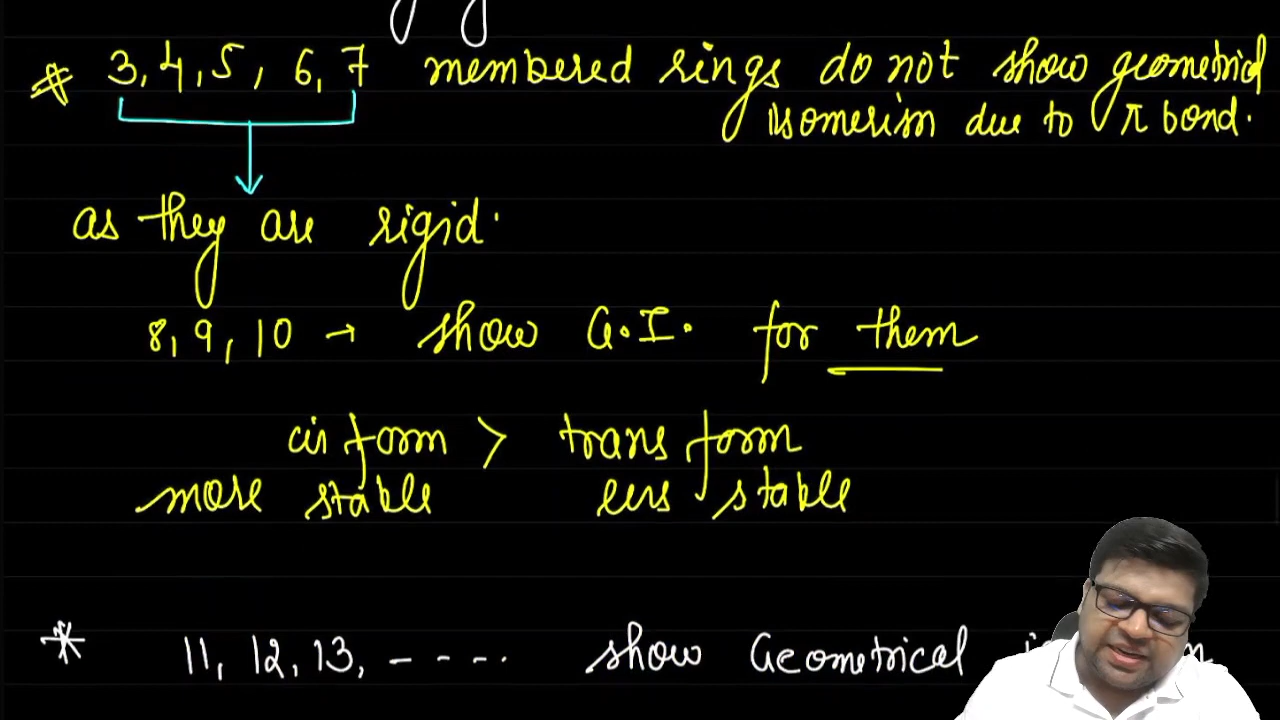 * 3, 4, 5, 6, 7 membered rings do not show geometrical
isomerism due to π bond.
as they are rigid.
8, 9, 10 → show G.I. for them
cis form > trans form
more stable less stable
* 11, 12, 13, ----. show Geometrical